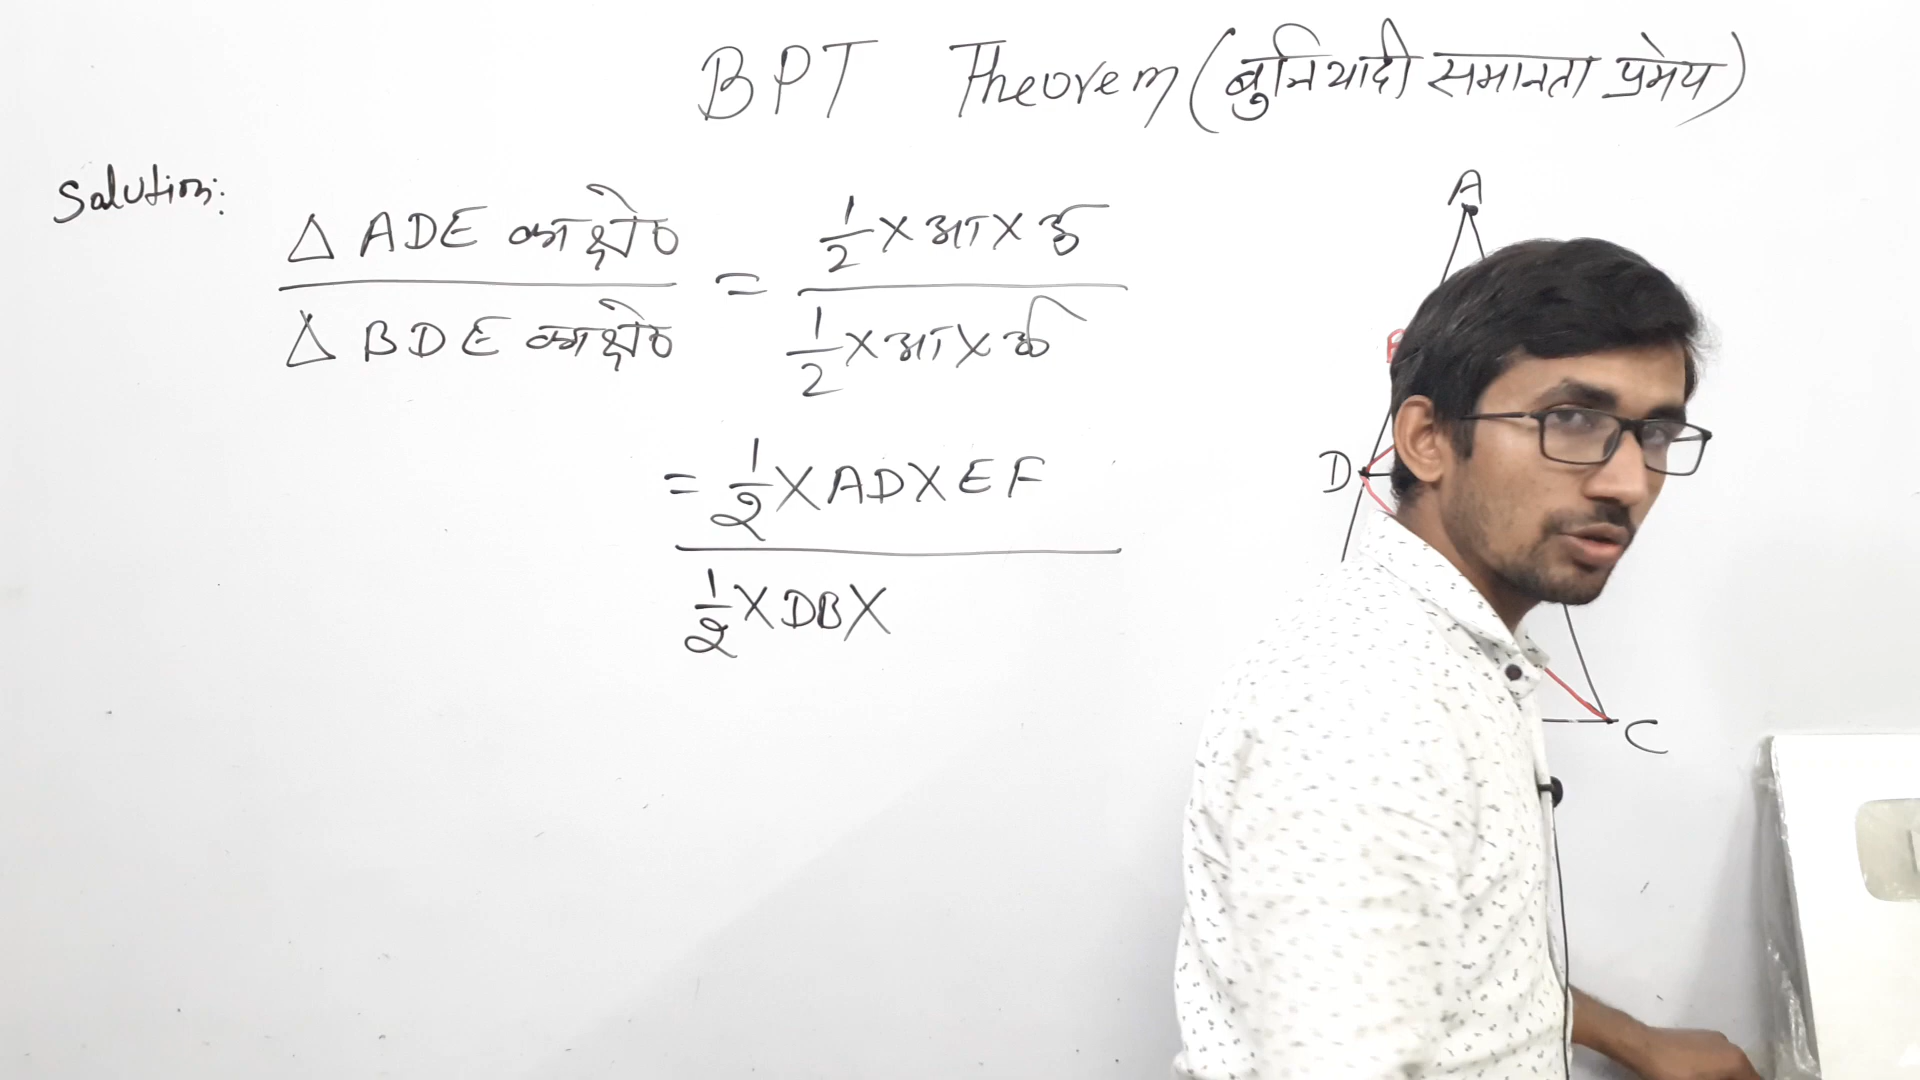 BPT Theorem (बुनियादी समानता प्रमेय)
Solution:
△ ADE का क्षे० / △ BDE का क्षे० = 1/2 × आ × ऊ / 1/2 × आ × ऊ
= 1/2 × AD × EF / 1/2 × DB ×
A
D
C